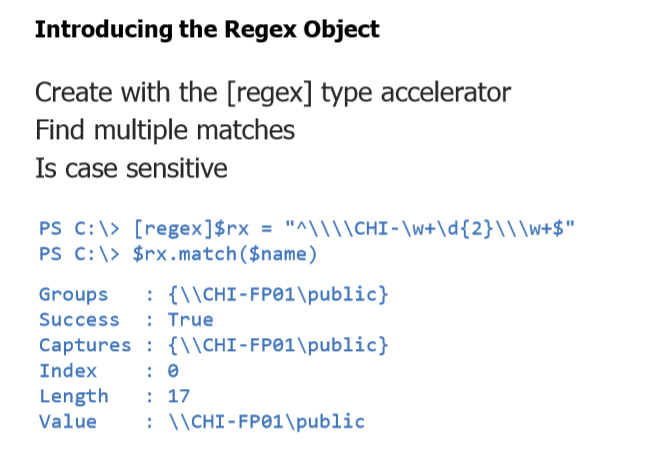 Introducing the Regex Object
Create with the [regex] type accelerator
Find multiple matches
Is case sensitive
PS C:\> [regex]$rx = "^\\\\CHI-\w+\d{2}\\\w+$"
PS C:\> $rx.match($name)
Groups   : {\\CHI-FP01\public}
Success  : True
Captures : {\\CHI-FP01\public}
Index    : 0
Length   : 17
Value    : \\CHI-FP01\public